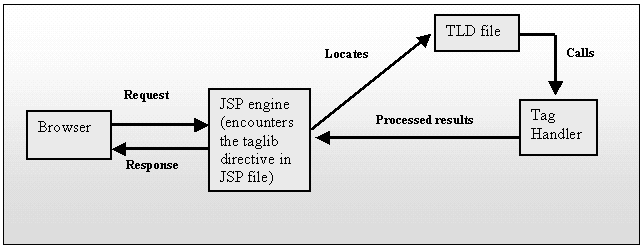 TLD file
Locates
Calls
Request
JSP engine
(encounters
the taglib
directive in
JSP file)
Browser
Processed results
Tag
Handler
Response